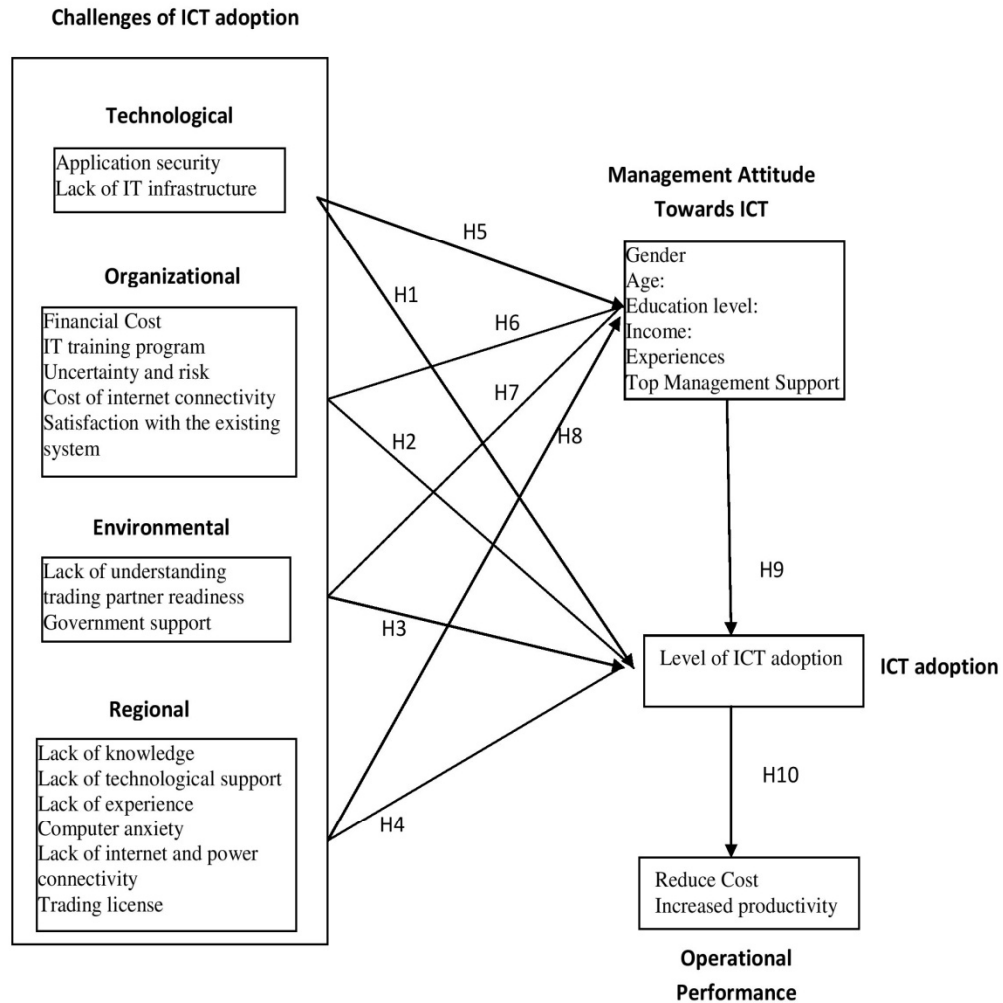 Challenges of ICT adoption
Technological
Application security
Lack of IT infrastructure
Organizational
Financial Cost
IT training program
Uncertainty and risk
Cost of internet connectivity
Satisfaction with the existing
system
Environmental
Lack of understanding
trading partner readiness
Government support
Regional
Lack of knowledge
Lack of technological support
Lack of experience
Computer anxiety
Lack of internet and power
connectivity
Trading license
H5
H1
H6
H7
H2
H8
H3
H4
Management Attitude
Towards ICT
Gender
Age:
Education level:
Income:
Experiences
Top Management Support
H9
Level of ICT adoption
ICT adoption
H10
Reduce Cost
Increased productivity
Operational
Performance